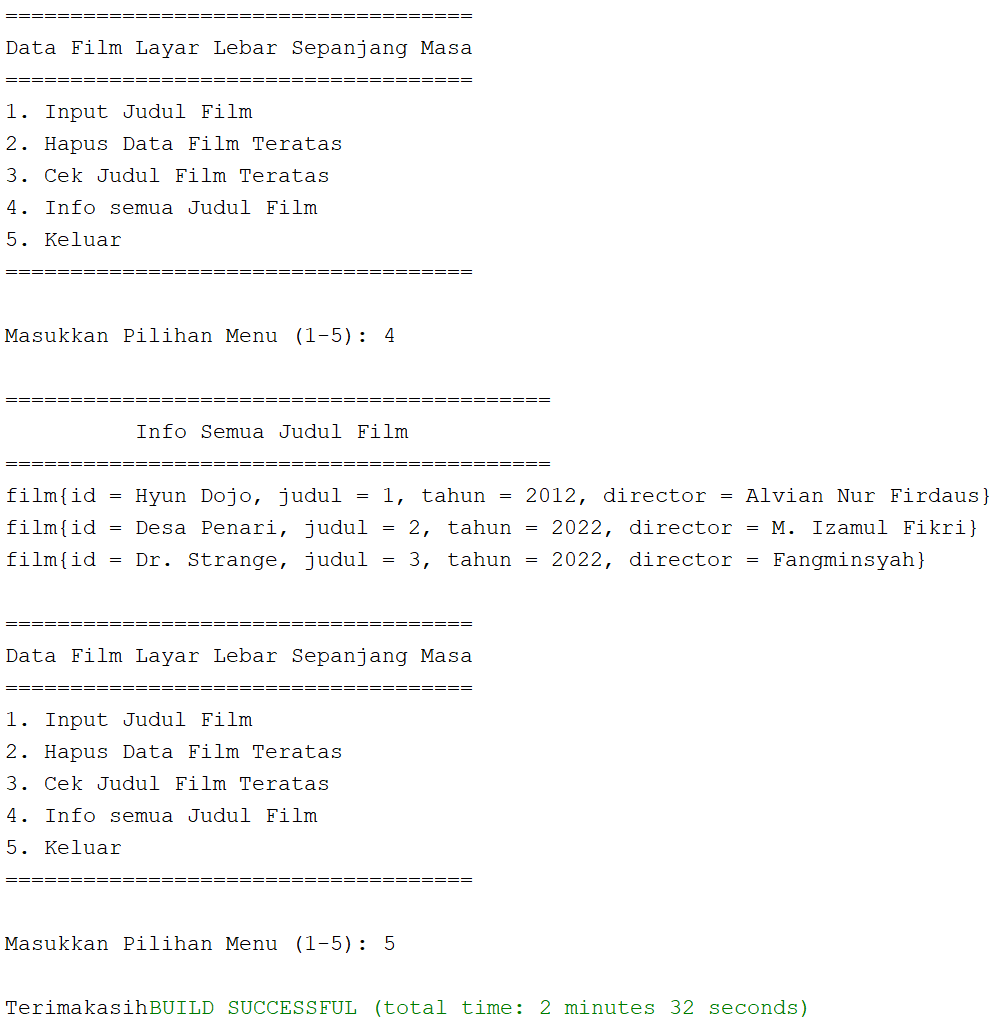 ====================================
Data Film Layar Lebar Sepanjang Masa
====================================
1. Input Judul Film
2. Hapus Data Film Teratas
3. Cek Judul Film Teratas
4. Info semua Judul Film
5. Keluar
====================================
Masukkan Pilihan Menu (1-5): 4
==========================================
Info Semua Judul Film
==========================================
film{id = Hyun Dojo, judul = 1, tahun = 2012, director = Alvian Nur Firdaus}
film{id = Desa Penari, judul = 2, tahun = 2022, director = M. Izamul Fikri}
film{id = Dr. Strange, judul = 3, tahun = 2022, director = Fangminsyah}
====================================
Data Film Layar Lebar Sepanjang Masa
====================================
1. Input Judul Film
2. Hapus Data Film Teratas
3. Cek Judul Film Teratas
4. Info semua Judul Film
5. Keluar
====================================
Masukkan Pilihan Menu (1-5): 5
TerimakasihBUILD SUCCESSFUL (total time: 2 minutes 32 seconds)